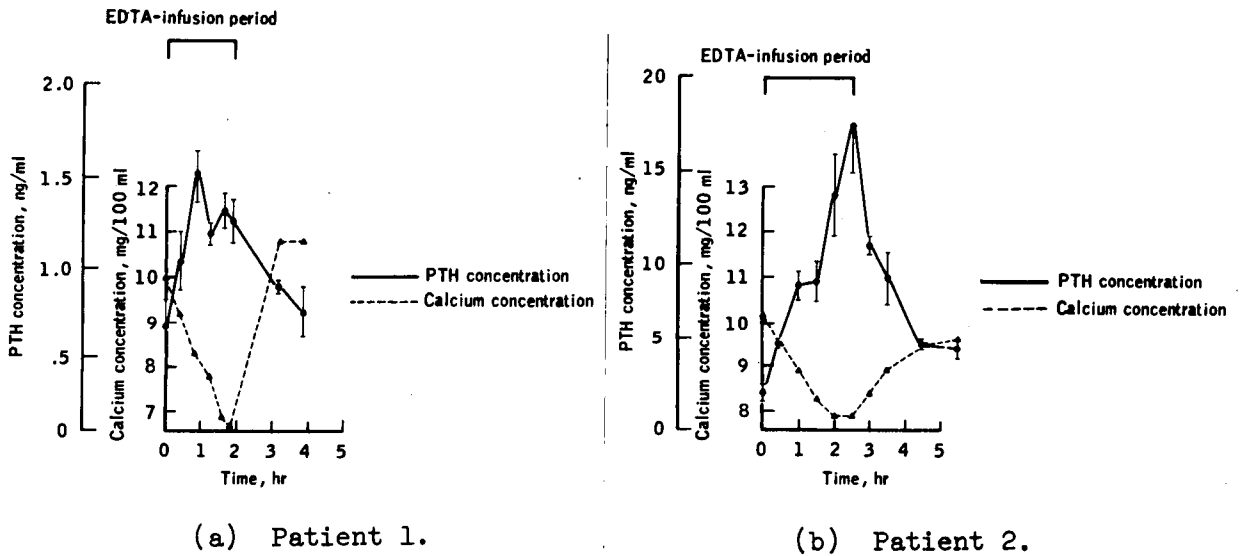 EDTA-infusion period
2.0
1.5
1.0
.5
0
PTH concentration, ng/ml
12
11
10
9
8
7
Calcium concentration, mg/100 ml
0 1 2 3 4 5
Time, hr
PTH concentration
Calcium concentration
(a) Patient 1.
EDTA-infusion period
20
15
10
5
0
PTH concentration, ng/ml
13
12
11
10
9
8
Calcium concentration, mg/100 ml
0 1 2 3 4 5
Time, hr
PTH concentration
Calcium concentration
(b) Patient 2.